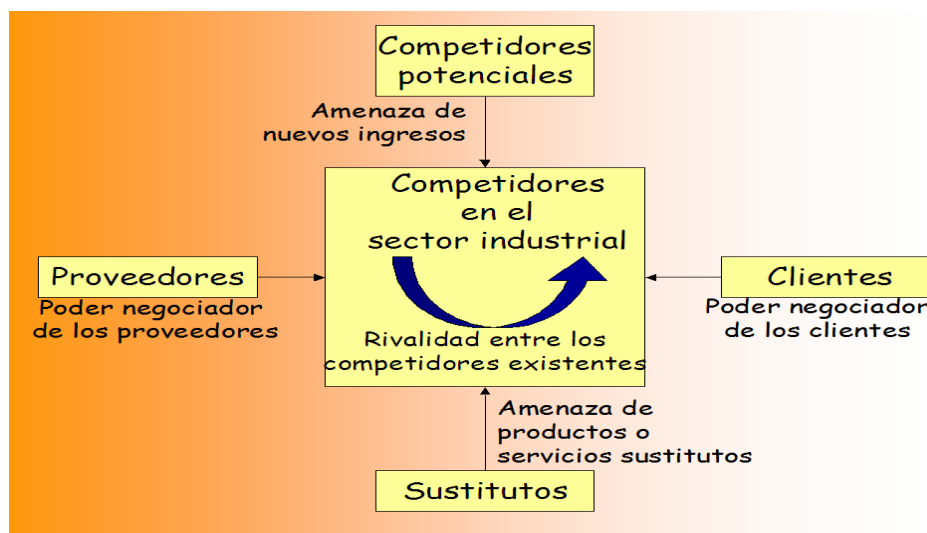 Competidores
potenciales
Amenaza de
nuevos ingresos
Competidores
en el
sector industrial
Proveedores
Poder negociador
de los proveedores
Clientes
Poder negociador
de los clientes
Rivalidad entre los
competidores existentes
Amenaza de
productos o
servicios sustitutos
Sustitutos